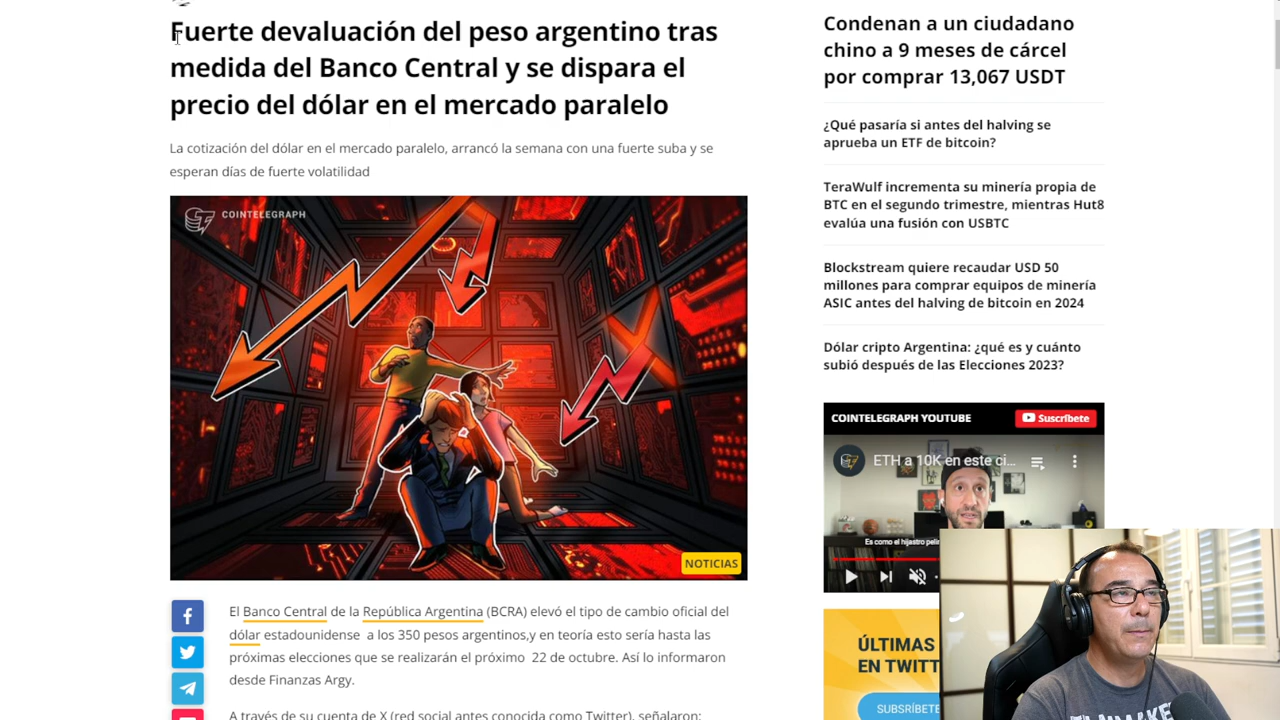 Fuerte devaluación del peso argentino tras
medida del Banco Central y se dispara el
precio del dólar en el mercado paralelo
La cotización del dólar en el mercado paralelo, arrancó la semana con una fuerte suba y se
esperan días de fuerte volatilidad
COINTELEGRAPH
NOTICIAS
El Banco Central de la República Argentina (BCRA) elevó el tipo de cambio oficial del
dólar estadounidense a los 350 pesos argentinos,y en teoría esto sería hasta las
próximas elecciones que se realizarán el próximo 22 de octubre. Así lo informaron
desde Finanzas Argy.
A través de su cuenta de X (red social antes conocida como Twitter), señalaron:
Condenan a un ciudadano
chino a 9 meses de cárcel
por comprar 13,067 USDT
¿Qué pasaría si antes del halving se
aprueba un ETF de bitcoin?
TeraWulf incrementa su minería propia de
BTC en el segundo trimestre, mientras Hut8
evalúa una fusión con USBTC
Blockstream quiere recaudar USD 50
millones para comprar equipos de minería
ASIC antes del halving de bitcoin en 2024
Dólar cripto Argentina: ¿qué es y cuánto
subió después de las Elecciones 2023?
COINTELEGRAPH YOUTUBE
Suscríbete
ETH a 10K en este ci...
Es como el hijastro
ÚLTIMAS
EN TWITT
SUSCRÍBETE
FILMMAKE